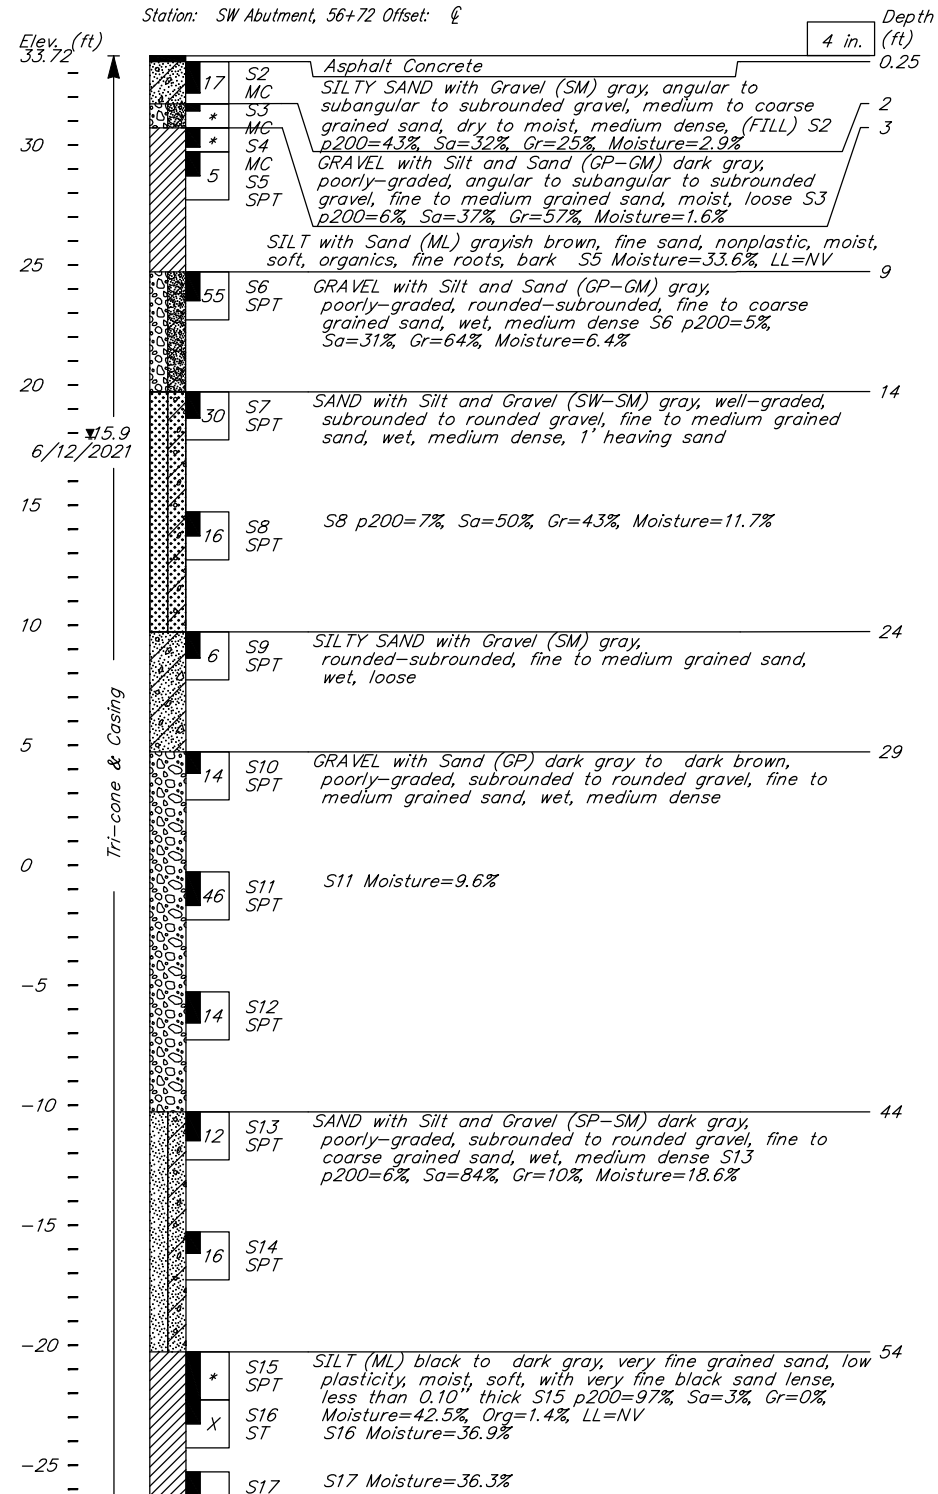 Station: SW Abutment, 56+72 Offset: ℄
Elev. (ft)
33.72
4 in.
Depth
(ft)
Asphalt Concrete
0.25
17
S2
MC
SILTY SAND with Gravel (SM) gray, angular to
subangular to subrounded gravel, medium to coarse
grained sand, dry to moist, medium dense, (FILL) S2
p200=43%, Sa=32%, Gr=25%, Moisture=2.9%
2
*
S3
MC
3
30
*
S4
MC
GRAVEL with Silt and Sand (GP-GM) dark gray,
poorly-graded, angular to subangular to subrounded
gravel, fine to medium grained sand, moist, loose S3
p200=6%, Sa=37%, Gr=57%, Moisture=1.6%
5
S5
SPT
SILT with Sand (ML) grayish brown, fine sand, nonplastic, moist,
soft, organics, fine roots, bark S5 Moisture=33.6%, LL=NV
25
9
55
S6
SPT
GRAVEL with Silt and Sand (GP-GM) gray,
poorly-graded, rounded-subrounded, fine to coarse
grained sand, wet, medium dense S6 p200=5%,
Sa=31%, Gr=64%, Moisture=6.4%
20
14
30
S7
SPT
SAND with Silt and Gravel (SW-SM) gray, well-graded,
subrounded to rounded gravel, fine to medium grained
sand, wet, medium dense, 1' heaving sand
15.9
6/12/2021
15
16
S8
SPT
S8 p200=7%, Sa=50%, Gr=43%, Moisture=11.7%
10
24
6
S9
SPT
SILTY SAND with Gravel (SM) gray,
rounded-subrounded, fine to medium grained sand,
wet, loose
Tri-cone & Casing
5
29
14
S10
SPT
GRAVEL with Sand (GP) dark gray to dark brown,
poorly-graded, subrounded to rounded gravel, fine to
medium grained sand, wet, medium dense
0
46
S11
SPT
S11 Moisture=9.6%
-5
14
S12
SPT
-10
44
12
S13
SPT
SAND with Silt and Gravel (SP-SM) dark gray,
poorly-graded, subrounded to rounded gravel, fine to
coarse grained sand, wet, medium dense S13
p200=6%, Sa=84%, Gr=10%, Moisture=18.6%
-15
16
S14
SPT
-20
54
*
S15
SPT
SILT (ML) black to dark gray, very fine grained sand, low
plasticity, moist, soft, with very fine black sand lense,
less than 0.10" thick S15 p200=97%, Sa=3%, Gr=0%,
Moisture=42.5%, Org=1.4%, LL=NV
X
S16
ST
S16 Moisture=36.9%
-25
S17
S17 Moisture=36.3%